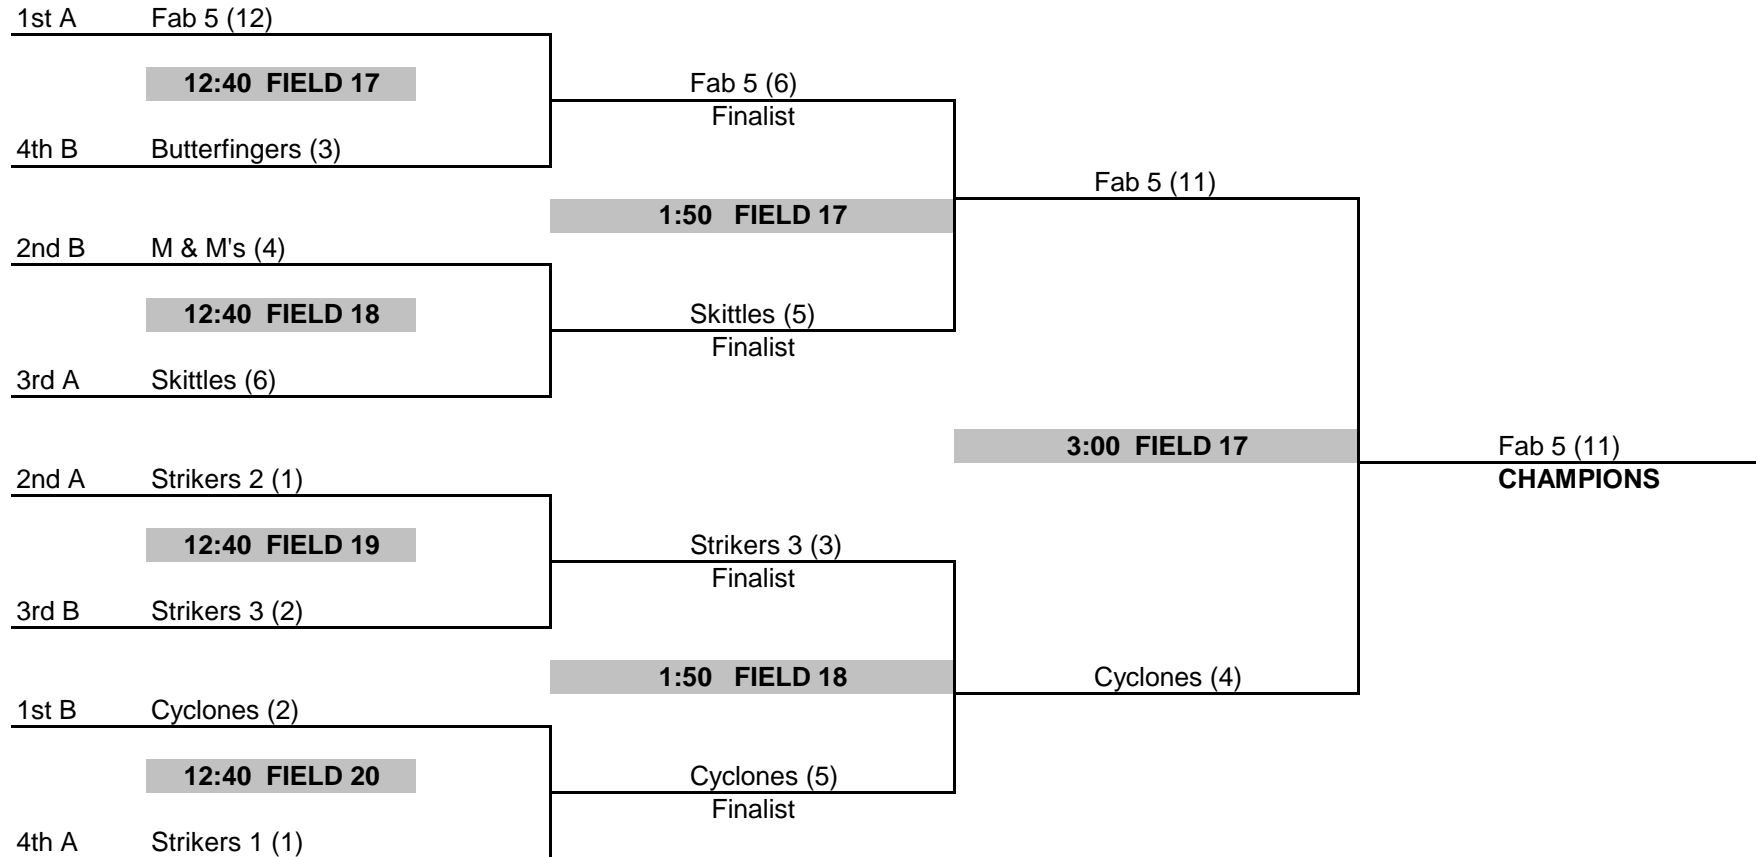 1st A Fab 5 (12)
12:40 FIELD 17 Fab 5 (6)
Finalist
4th B Butterfingers (3)
Fab 5 (11)
1:50 FIELD 17
2nd B M & M's (4)
12:40 FIELD 18 Skittles (5)
Finalist
3rd A Skittles (6)
3:00 FIELD 17 Fab 5 (11)
2nd A Strikers 2 (1) CHAMPIONS
12:40 FIELD 19 Strikers 3 (3)
Finalist
3rd B Strikers 3 (2)
1:50 FIELD 18 Cyclones (4)
1st B Cyclones (2)
12:40 FIELD 20 Cyclones (5)
Finalist
4th A Strikers 1 (1)